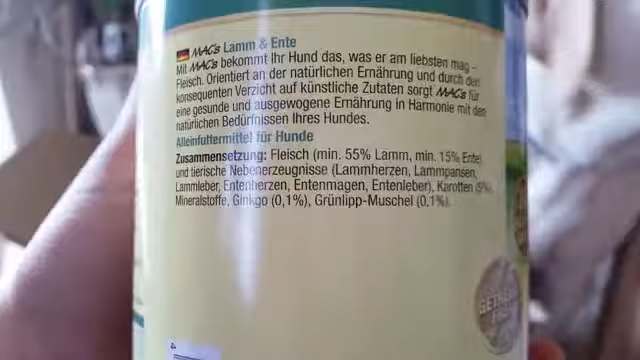 MAC's Lamm & Ente
Mit MAC's bekommt Ihr Hund das, was er am liebsten mag –
Fleisch. Orientiert an der natürlichen Ernährung und durch den
konsequenten Verzicht auf künstliche Zutaten sorgt MAC's für
eine gesunde und ausgewogene Ernährung in Harmonie mit den
natürlichen Bedürfnissen Ihres Hundes.
Alleinfuttermittel für Hunde
Zusammensetzung: Fleisch (min. 55% Lamm, min. 15% Ente)
und tierische Nebenerzeugnisse (Lammherzen, Lammpansen,
Lammleber, Entenherzen, Entenmagen, Entenleber), Karotten (5%),
Mineralstoffe, Ginkgo (0,1%), Grünlipp-Muschel (0.1%).